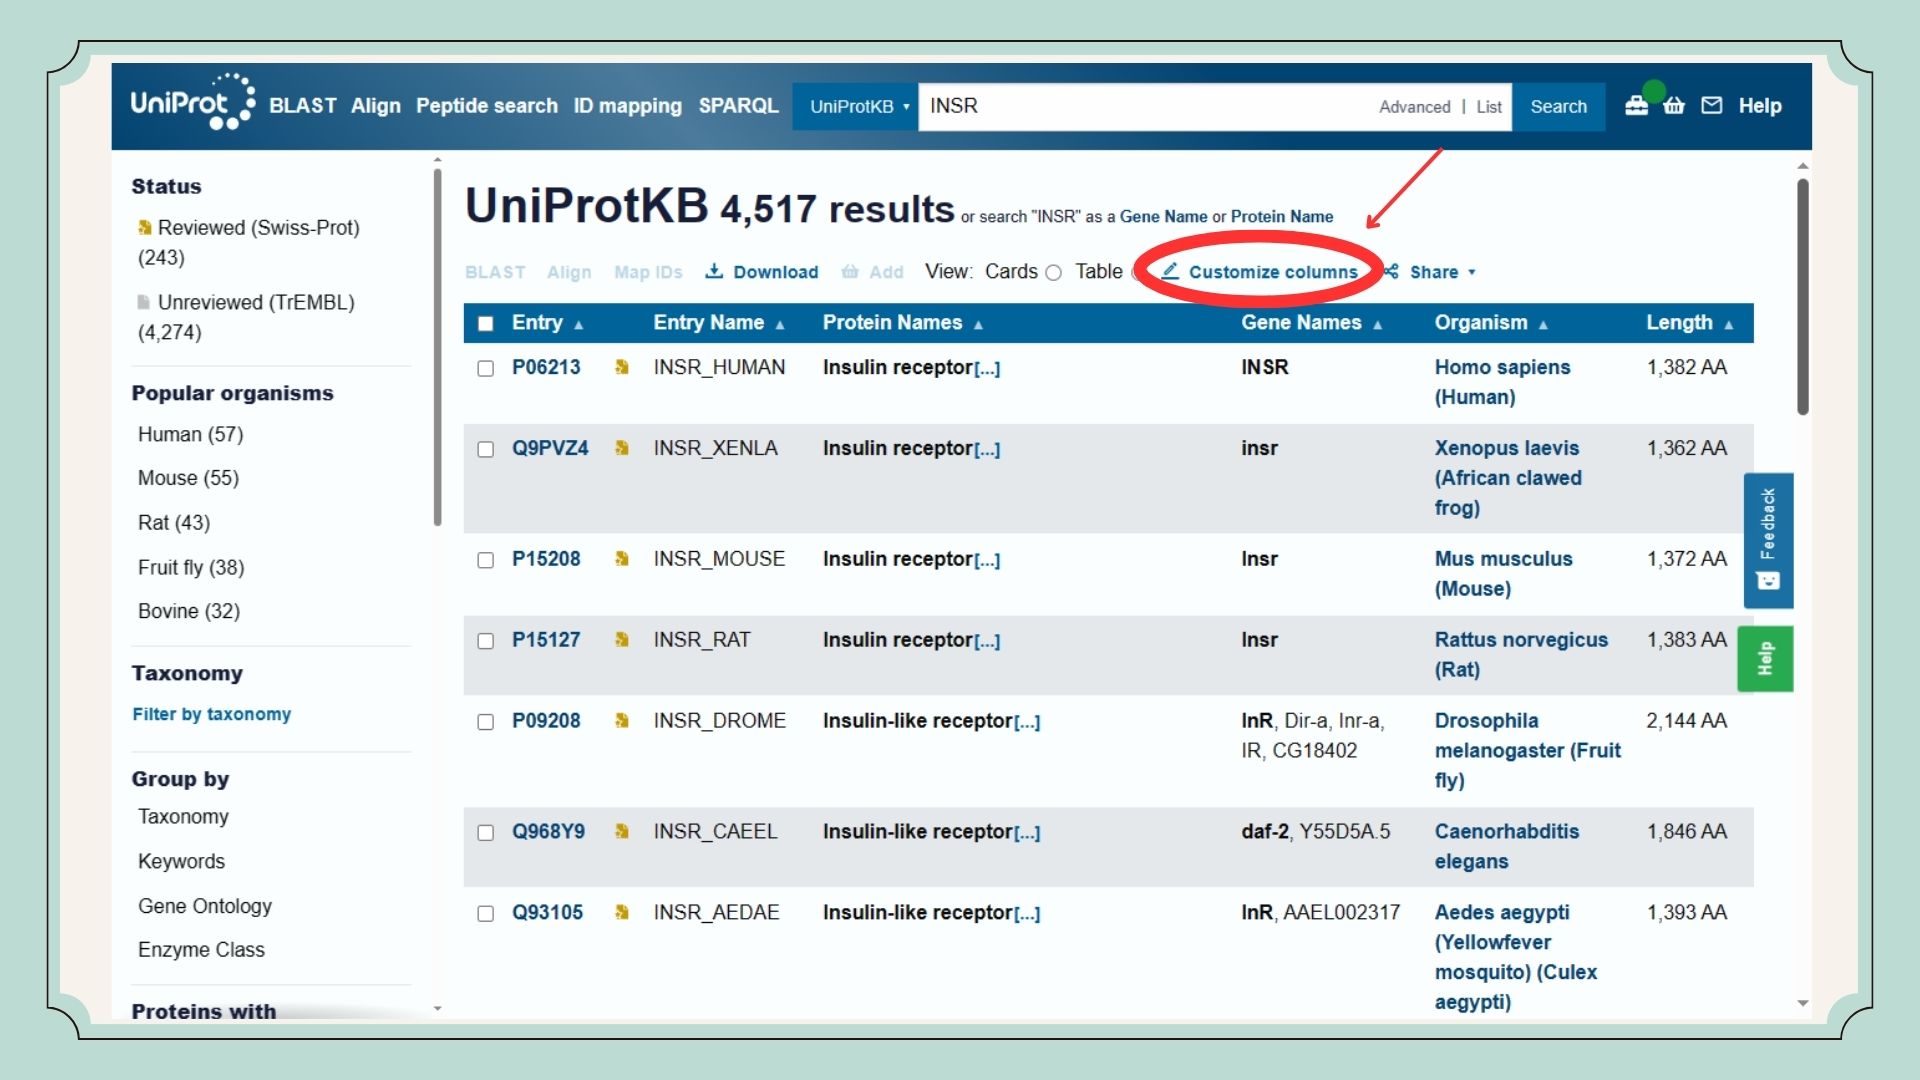 UniProt BLAST Align Peptide search ID mapping SPARQL UniProtKB INSR Advanced | List Search Help
Status
Reviewed (Swiss-Prot)
(243)
Unreviewed (TrEMBL)
(4,274)
Popular organisms
Human (57)
Mouse (55)
Rat (43)
Fruit fly (38)
Bovine (32)
Taxonomy
Filter by taxonomy
Group by
Taxonomy
Keywords
Gene Ontology
Enzyme Class
Proteins with
UniProtKB 4,517 results or search "INSR" as a Gene Name or Protein Name
BLAST Align Map IDs Download Add View: Cards Table Customize columns Share
Entry Entry Name Protein Names Gene Names Organism Length
P06213 INSR_HUMAN Insulin receptor[...] INSR Homo sapiens 1,382 AA
(Human)
Q9PVZ4 INSR_XENLA Insulin receptor[...] insr Xenopus laevis 1,362 AA
(African clawed
frog)
P15208 INSR_MOUSE Insulin receptor[...] Insr Mus musculus 1,372 AA
(Mouse)
P15127 INSR_RAT Insulin receptor[...] Insr Rattus norvegicus 1,383 AA
(Rat)
P09208 INSR_DROME Insulin-like receptor[...] InR, Dir-a, Inr-a, Drosophila 2,144 AA
IR, CG18402 melanogaster (Fruit
fly)
Q968Y9 INSR_CAEEL Insulin-like receptor[...] daf-2, Y55D5A.5 Caenorhabditis 1,846 AA
elegans
Q93105 INSR_AEDAE Insulin-like receptor[...] InR, AAEL002317 Aedes aegypti 1,393 AA
(Yellowfever
mosquito) (Culex
aegypti)
Feedback
Help